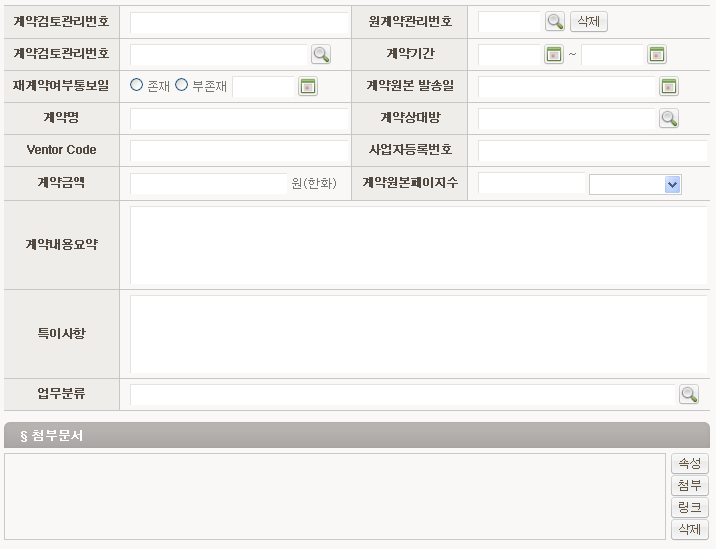 계약검토관리번호 원계약관리번호 삭제
계약검토관리번호 계약기간 ~
재계약여부통보일 존재 부존재 계약원본 발송일
계약명 계약상대방
Ventor Code 사업자등록번호
계약금액 원(한화) 계약원본페이지수
계약내용요약
특이사항
업무분류
§ 첨부문서
속성
첨부
링크
삭제